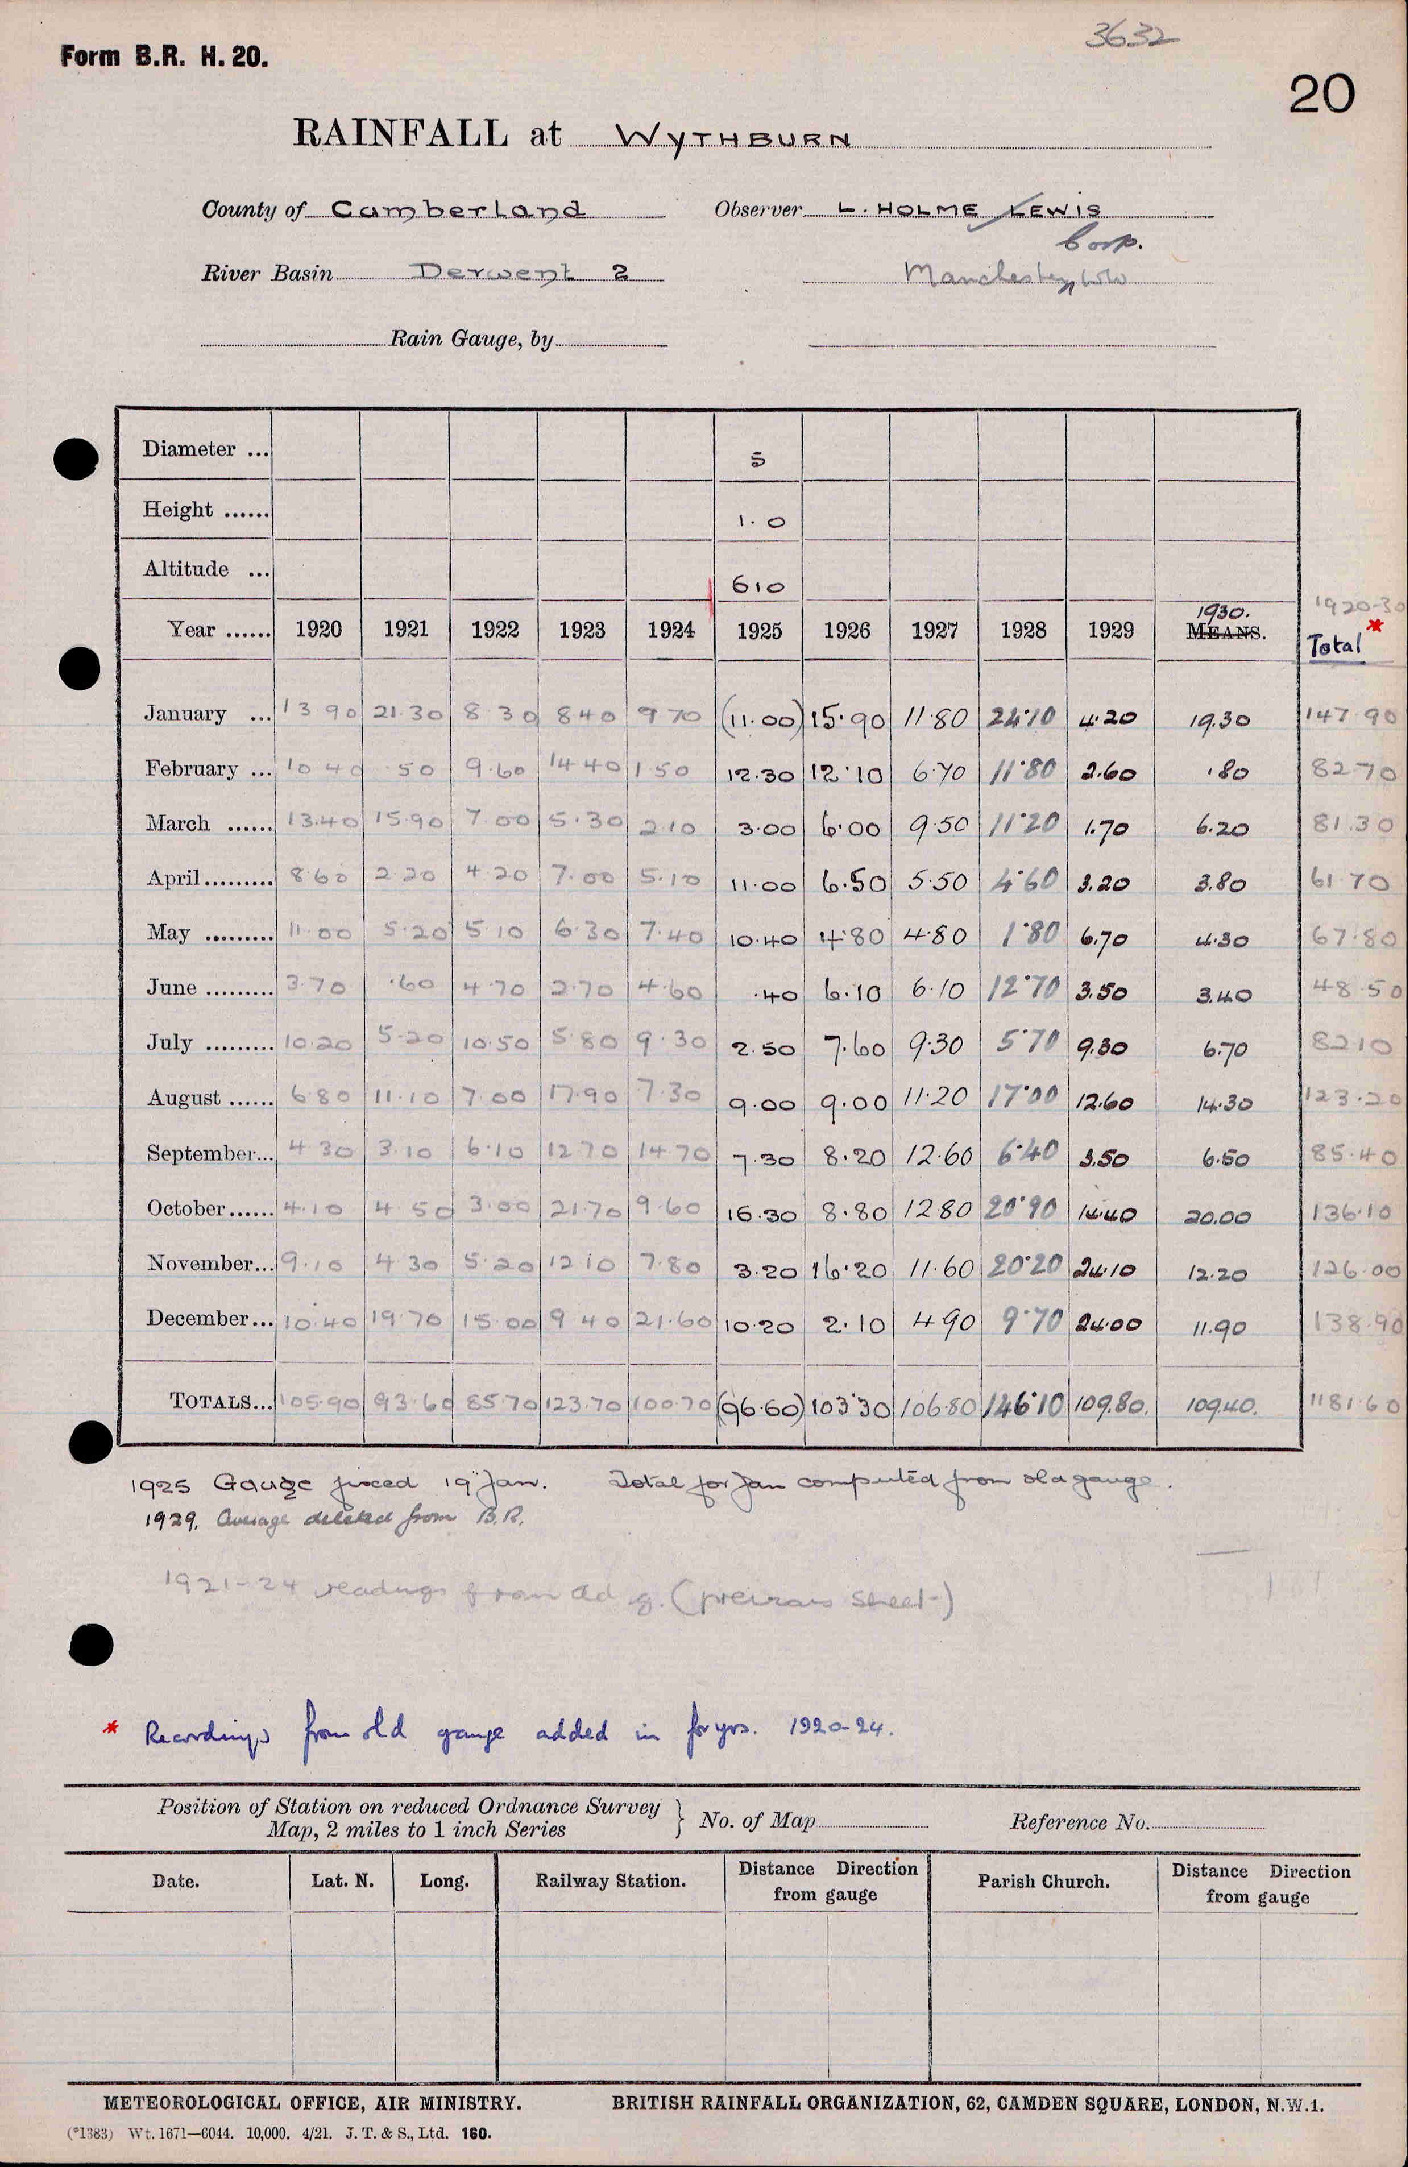 3632
Form B.R. H. 20.
20
RAINFALL at WYTHBURN
County of Cumberland Observer L. HOLME LEWIS
Corp.
River Basin Derwent 2 Manchester
Rain Gauge, by
Diameter ... 5
Height ...... 1.0
Altitude ... 610
1930. 1920-30
Year ...... 1920 1921 1922 1923 1924 1925 1926 1927 1928 1929 MEANS. Total *
January ... 13.90 21.30 8.30 8.40 9.70 (11.00) 15.90 11.80 24.10 4.20 19.30 147.90
February ... 10.40 .50 9.60 14.40 1.50 12.30 12.10 6.70 11.80 2.60 .80 82.70
March ...... 13.40 15.90 7.00 5.30 2.10 3.00 6.00 9.50 11.20 1.70 6.20 81.30
April......... 8.60 2.20 4.20 7.00 5.10 11.00 6.50 5.50 4.60 3.20 3.80 61.70
May ......... 11.00 5.20 5.10 6.30 7.40 10.40 4.80 4.80 1.80 6.70 4.30 67.80
June ......... 3.70 .60 4.70 2.70 4.60 .40 6.10 6.10 12.70 3.50 3.40 48.50
July ......... 10.20 5.20 10.50 5.80 9.30 2.50 7.60 9.30 5.70 9.30 6.70 82.10
August ...... 6.80 11.10 7.00 17.90 7.30 9.00 9.00 11.20 17.00 12.60 14.30 123.20
September... 4.30 3.10 6.10 12.70 14.70 7.30 8.20 12.60 6.40 3.50 6.50 85.40
October...... 4.10 4.50 3.00 21.70 9.60 16.30 8.80 12.80 20.90 14.40 20.00 136.10
November... 9.10 4.30 5.20 12.10 7.80 3.20 16.20 11.60 20.20 24.10 12.20 126.00
December... 10.40 19.70 15.00 9.40 21.60 10.20 2.10 4.90 9.70 24.00 11.90 138.90
TOTALS... 105.90 93.60 85.70 123.70 100.70 (96.60) 103.30 106.80 146.10 109.80. 109.40. 1181.60
1925 Gauge placed 19 Jan. Total for Jan computed from old gauge.
1929. Average deleted from B.R.
1921-24 readings from old g. (previous sheet)
* Recordings from old gauge added in for yrs. 1920-24.
Position of Station on reduced Ordnance Survey
Map, 2 miles to 1 inch Series } No. of Map Reference No.
Date. Lat. N. Long. Railway Station. Distance Direction from gauge Parish Church. Distance Direction from gauge
METEOROLOGICAL OFFICE, AIR MINISTRY. BRITISH RAINFALL ORGANIZATION, 62, CAMDEN SQUARE, LONDON, N.W.1.
(*1383) Wt. 1671—6044. 10,000. 4/21. J. T. & S., Ltd. 160.